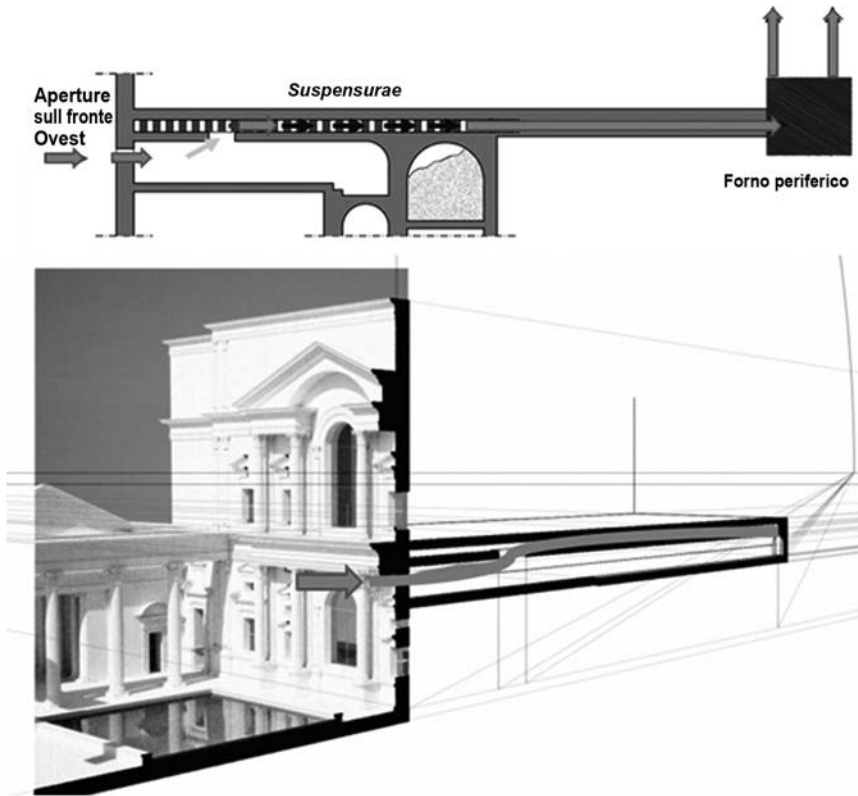 Suspensurae
Aperture
sull fronte
Ovest
Forno periferico